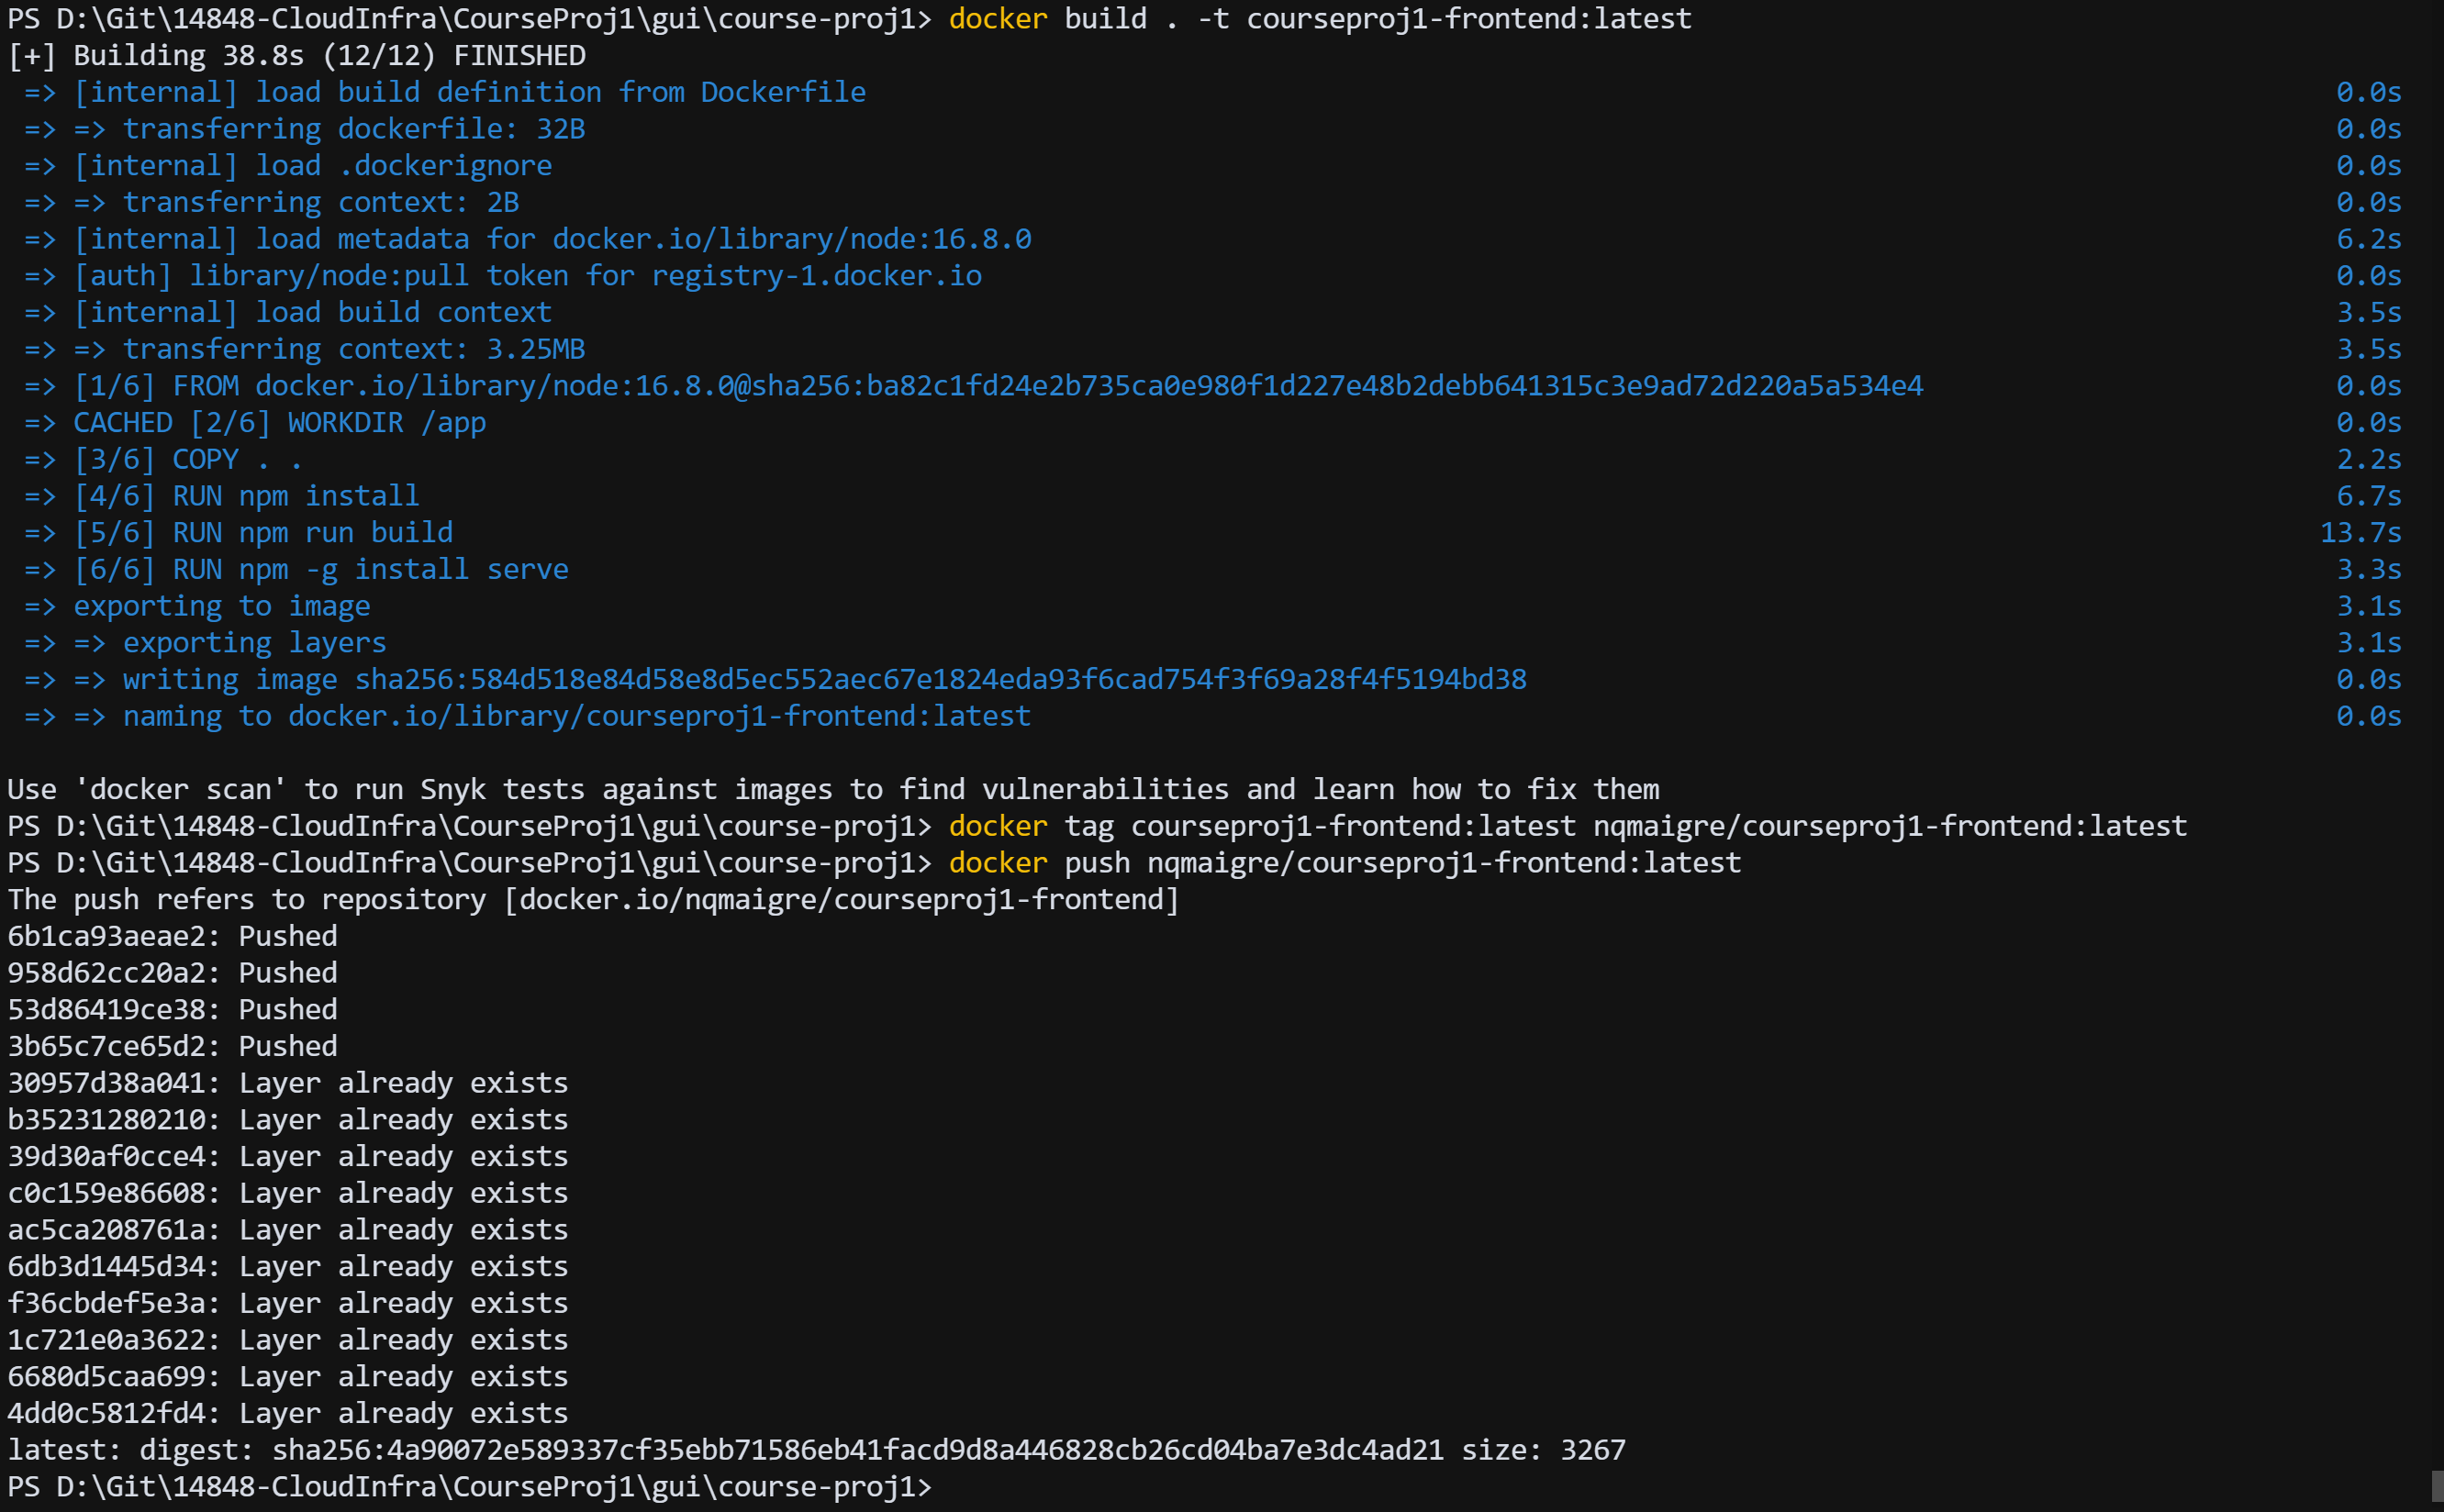 PS D:\Git\14848-CloudInfra\CourseProj1\gui\course-proj1> docker build . -t courseproj1-frontend:latest
[+] Building 38.8s (12/12) FINISHED
=> [internal] load build definition from Dockerfile 0.0s
=> => transferring dockerfile: 32B 0.0s
=> [internal] load .dockerignore 0.0s
=> => transferring context: 2B 0.0s
=> [internal] load metadata for docker.io/library/node:16.8.0 6.2s
=> [auth] library/node:pull token for registry-1.docker.io 0.0s
=> [internal] load build context 3.5s
=> => transferring context: 3.25MB 3.5s
=> [1/6] FROM docker.io/library/node:16.8.0@sha256:ba82c1fd24e2b735ca0e980f1d227e48b2debb641315c3e9ad72d220a5a534e4 0.0s
=> CACHED [2/6] WORKDIR /app 0.0s
=> [3/6] COPY . . 2.2s
=> [4/6] RUN npm install 6.7s
=> [5/6] RUN npm run build 13.7s
=> [6/6] RUN npm -g install serve 3.3s
=> exporting to image 3.1s
=> => exporting layers 3.1s
=> => writing image sha256:584d518e84d58e8d5ec552aec67e1824eda93f6cad754f3f69a28f4f5194bd38 0.0s
=> => naming to docker.io/library/courseproj1-frontend:latest 0.0s
Use 'docker scan' to run Snyk tests against images to find vulnerabilities and learn how to fix them
PS D:\Git\14848-CloudInfra\CourseProj1\gui\course-proj1> docker tag courseproj1-frontend:latest nqmaigre/courseproj1-frontend:latest
PS D:\Git\14848-CloudInfra\CourseProj1\gui\course-proj1> docker push nqmaigre/courseproj1-frontend:latest
The push refers to repository [docker.io/nqmaigre/courseproj1-frontend]
6b1ca93aeae2: Pushed
958d62cc20a2: Pushed
53d86419ce38: Pushed
3b65c7ce65d2: Pushed
30957d38a041: Layer already exists
b35231280210: Layer already exists
39d30af0cce4: Layer already exists
c0c159e86608: Layer already exists
ac5ca208761a: Layer already exists
6db3d1445d34: Layer already exists
f36cbdef5e3a: Layer already exists
1c721e0a3622: Layer already exists
6680d5caa699: Layer already exists
4dd0c5812fd4: Layer already exists
latest: digest: sha256:4a90072e589337cf35ebb71586eb41facd9d8a446828cb26cd04ba7e3dc4ad21 size: 3267
PS D:\Git\14848-CloudInfra\CourseProj1\gui\course-proj1>